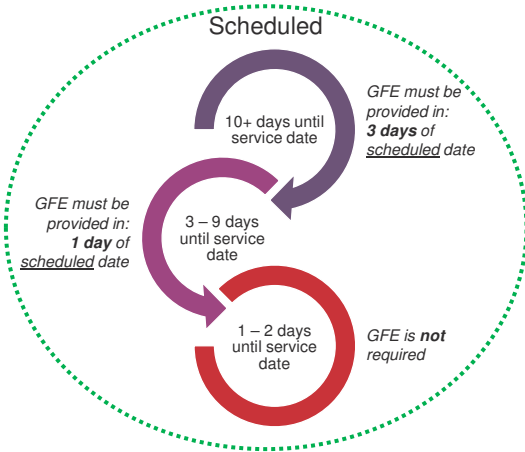 Scheduled
10+ days until
service date
GFE must be
provided in:
3 days of
scheduled date
GFE must be
provided in:
1 day of
scheduled date
3 – 9 days
until service
date
1 – 2 days
until service
date
GFE is not
required